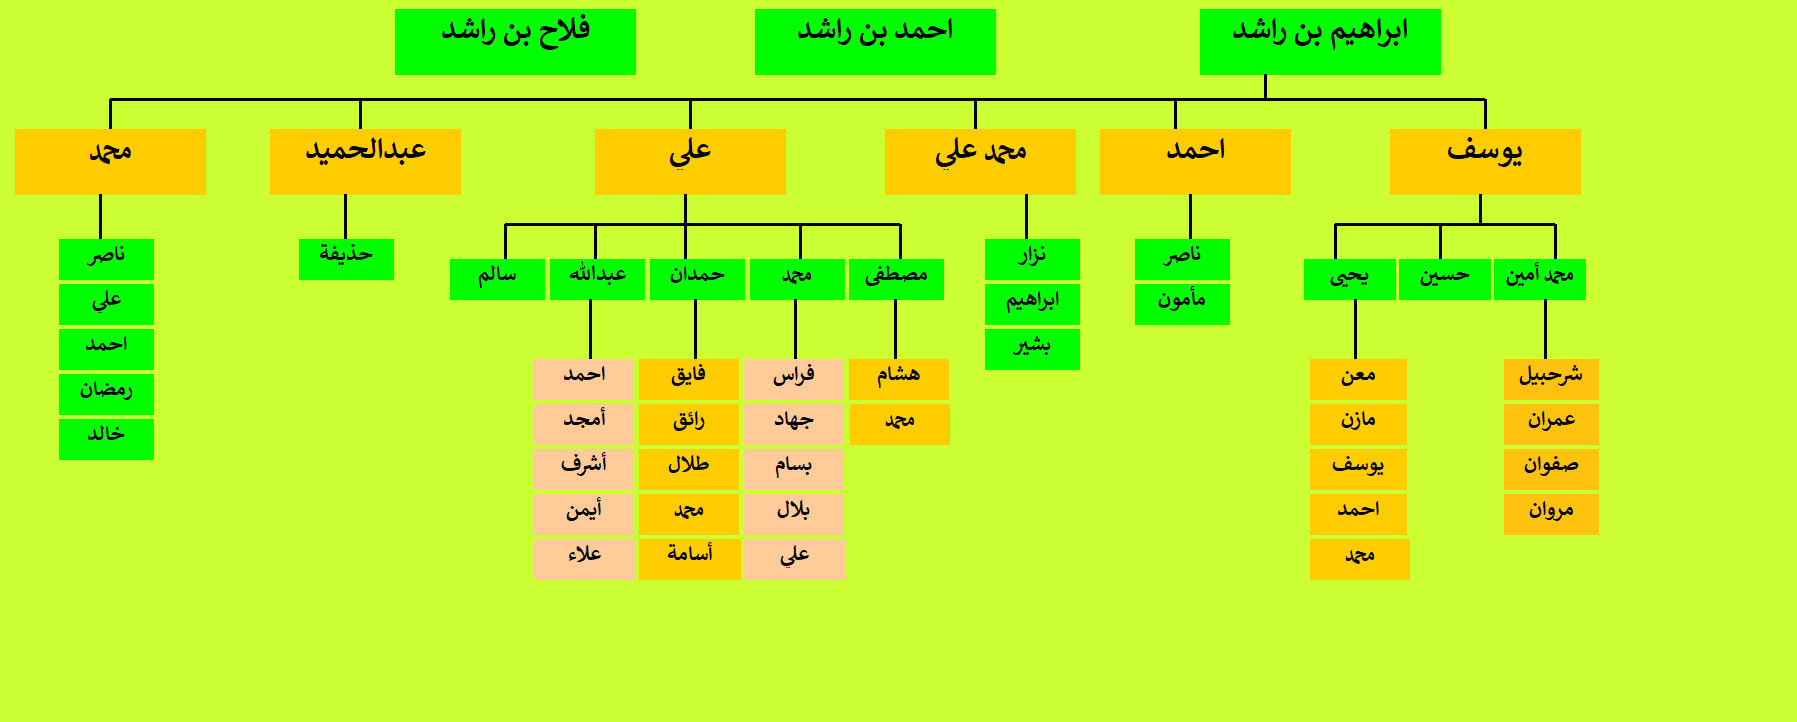 ابراهيم بن راشد
احمد بن راشد
فلاح بن راشد
يوسف
احمد
محمد علي
علي
عبدالحميد
محمد
محمد أمين
حسين
يحيى
ناصر
مأمون
نزار
ابراهيم
بشير
مصطفى
محمد
حمدان
عبدالله
سالم
حذيفة
ناصر
علي
احمد
رمضان
خالد
شرحبيل
عمران
صفوان
مروان
معن
مازن
يوسف
احمد
محمد
هشام
محمد
فراس
جهاد
بسام
بلال
علي
فايق
رائق
طلال
محمد
أسامة
احمد
أمجد
أشرف
أيمن
علاء